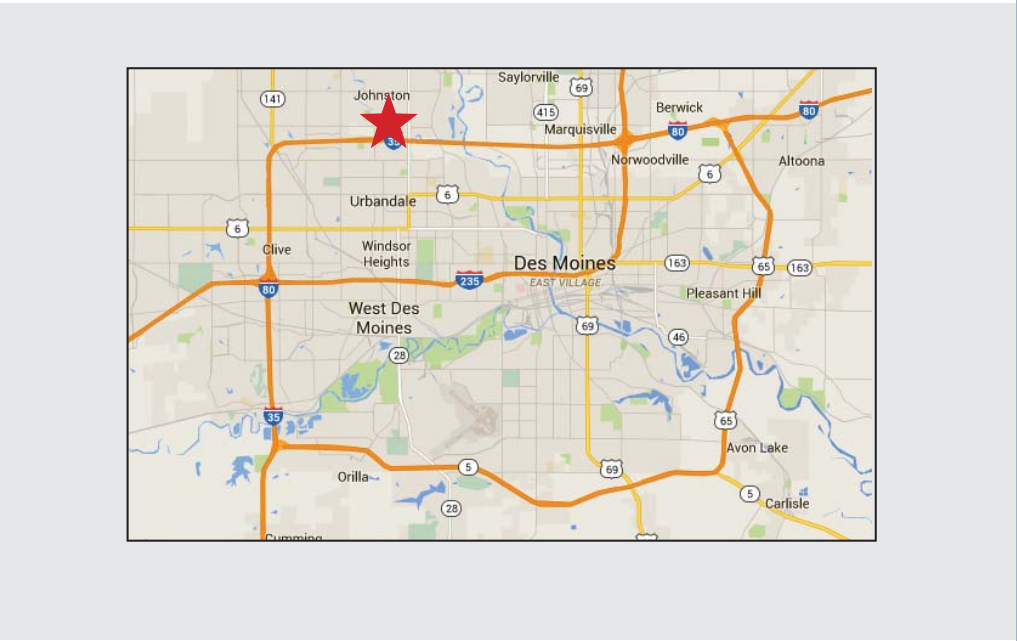 Saylorville
69
141
Johnston
415
Berwick
80
Marquisville
80
35
Norwoodville
Altoona
6
6
Urbandale
6
Clive
Windsor
Heights
Des Moines
163
65
163
235
EAST VILLAGE
80
Pleasant Hill
West Des
Moines
69
46
28
35
65
Avon Lake
5
69
Orilla
5
28
Carlisle
Cumming